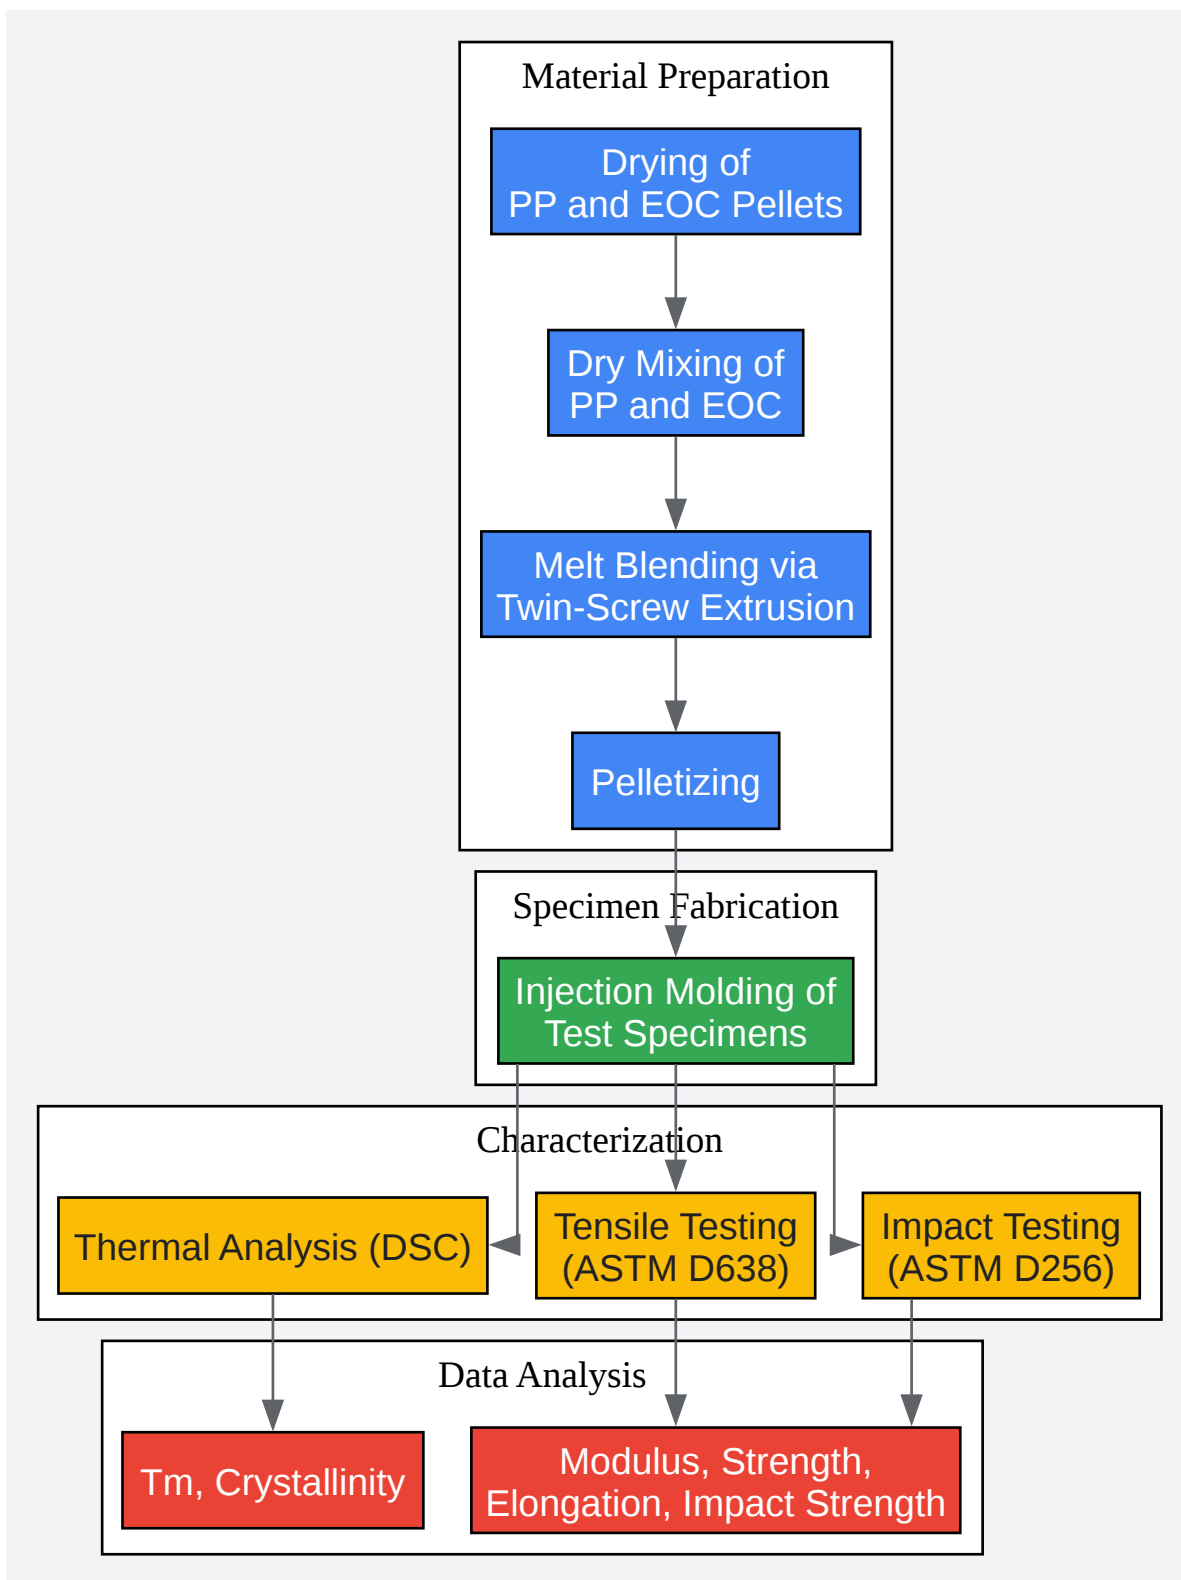 Material Preparation
Drying of
PP and EOC Pellets
Dry Mixing of
PP and EOC
Melt Blending via
Twin-Screw Extrusion
Pelletizing
Specimen Fabrication
Injection Molding of
Test Specimens
Characterization
Thermal Analysis (DSC)
Tensile Testing
(ASTM D638)
Impact Testing
(ASTM D256)
Data Analysis
Tm, Crystallinity
Modulus, Strength,
Elongation, Impact Strength